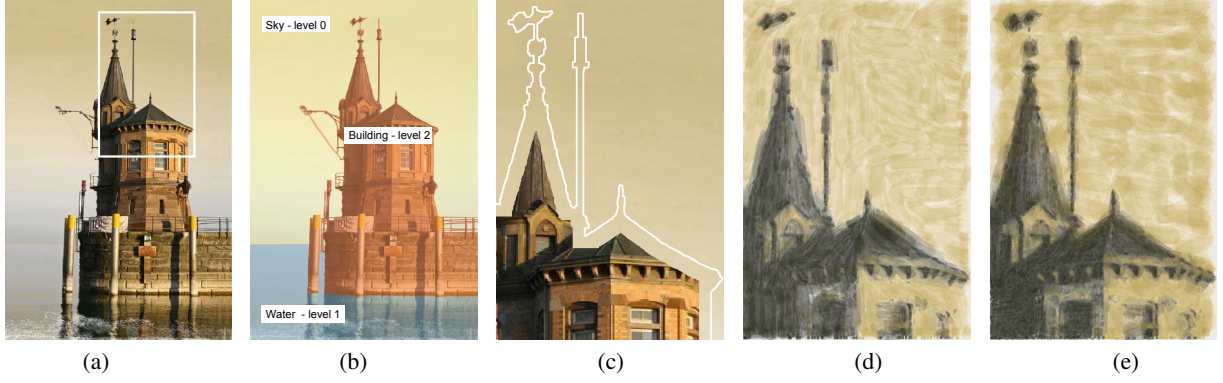 Sky - level 0
Building - level 2
Water - level 1
(a)
(b)
(c)
(d)
(e)